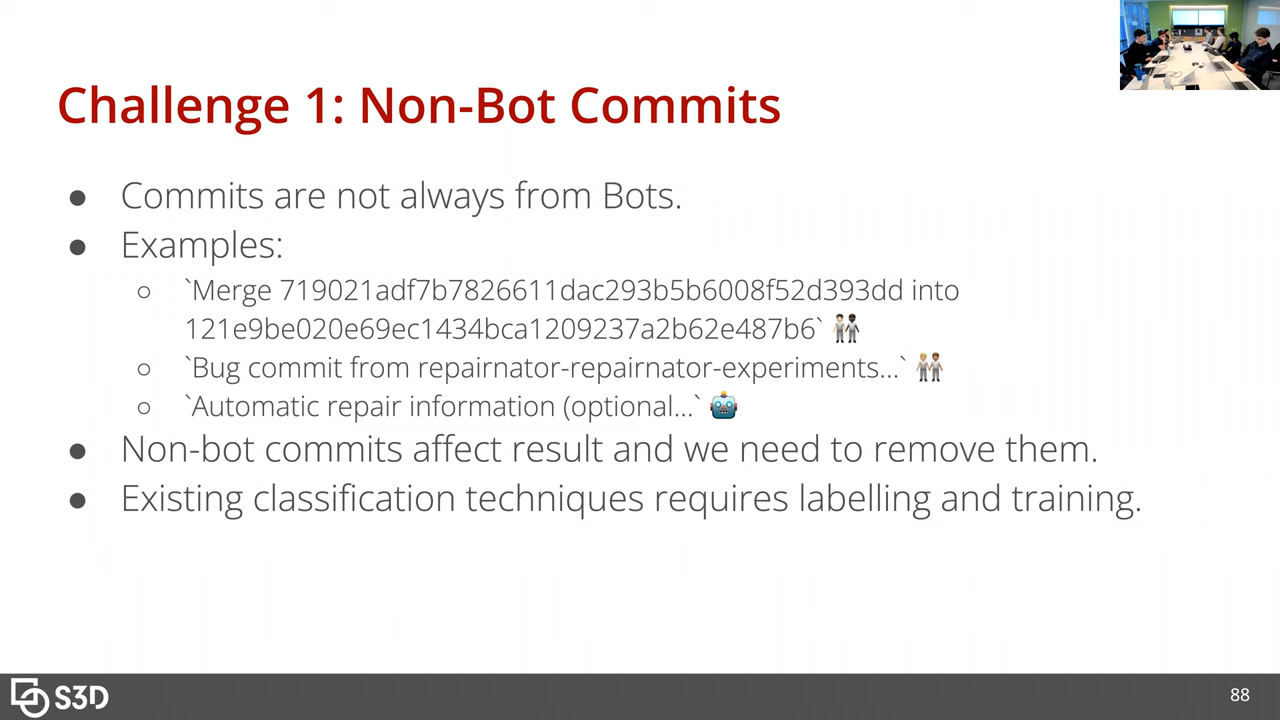 Challenge 1: Non-Bot Commits
● Commits are not always from Bots.
● Examples:
○ `Merge 719021adf7b7826611dac293b5b6008f52d393dd into
121e9be020e69ec1434bca1209237a2b62e487b6` 🧑🏻‍🤝‍🧑🏿
○ `Bug commit from repairnator-repairnator-experiments...` 🧑🏼‍🤝‍🧑🏽
○ `Automatic repair information (optional...` 🤖
● Non-bot commits affect result and we need to remove them.
● Existing classification techniques requires labelling and training.
S3D
88